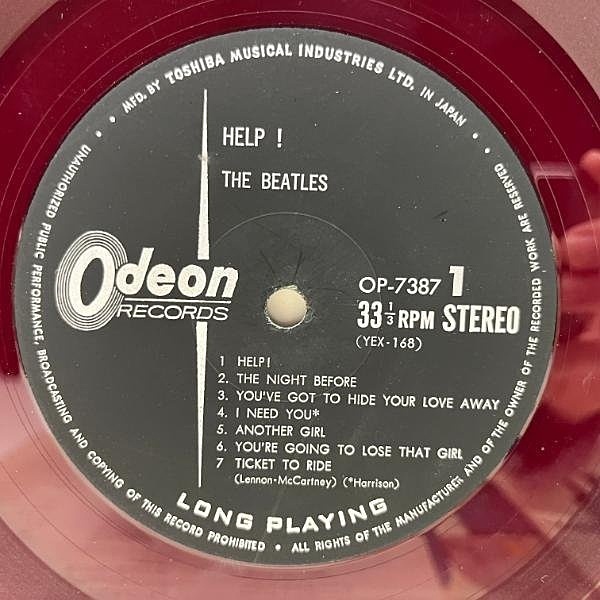 • MFD. BY TOSHIBA MUSICAL INDUSTRIES LTD. IN JAPAN •
HELP !
THE BEATLES
Odeon
RECORDS
OP-7387 1
33 1/3 RPM STEREO
(YEX-168)
1 HELP!
2. THE NIGHT BEFORE
3. YOU'VE GOT TO HIDE YOUR LOVE AWAY
4. I NEED YOU*
5. ANOTHER GIRL
6. YOU'RE GOING TO LOSE THAT GIRL
7 TICKET TO RIDE
(Lennon-McCartney) (*Harrison)
LONG PLAYING
• UNAUTHORIZED PUBLIC PERFORMANCE, BROADCASTING AND COPYING OF THIS RECORD PROHIBITED • ALL RIGHTS OF THE MANUFACTURER AND OF THE OWNER OF THE RECORDED WORK ARE RESERVED •